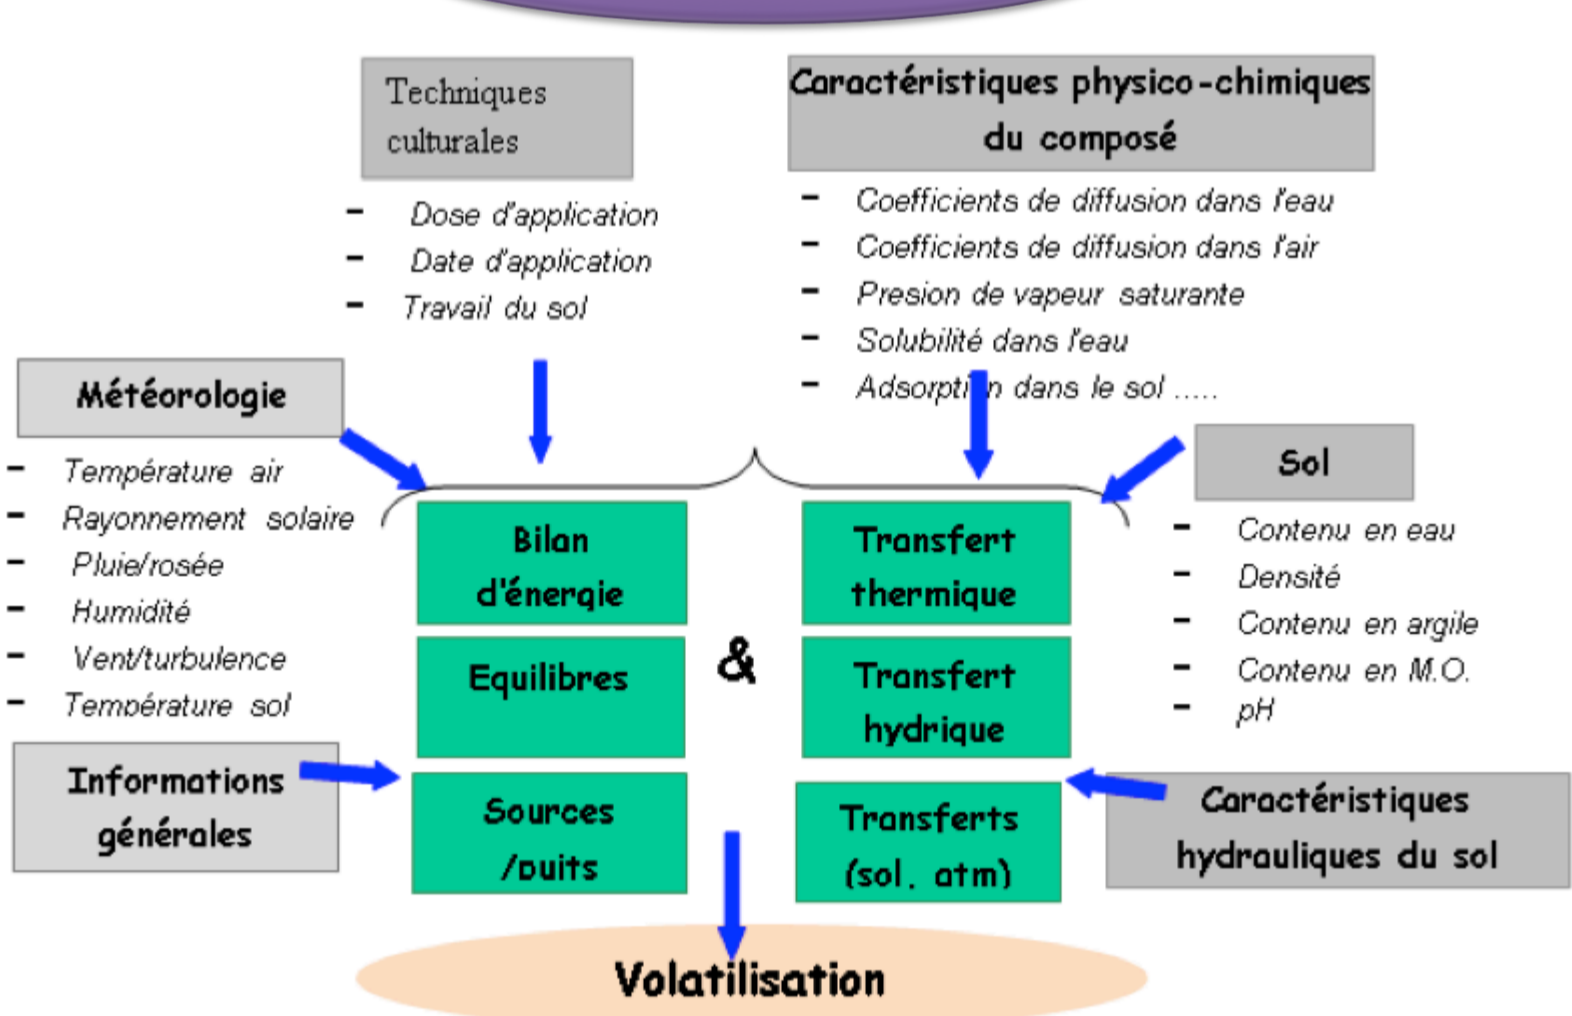 Techniques
culturales
- Dose d'application
- Date d'application
- Travail du sol
Caractéristiques physico-chimiques
du composé
- Coefficients de diffusion dans l'eau
- Coefficients de diffusion dans l'air
- Presion de vapeur saturante
- Solubilité dans l'eau
- Adsorption dans le sol .....
Météorologie
- Température air
- Rayonnement solaire
- Pluie/rosée
- Humidité
- Vent/turbulence
- Température sol
Informations
générales
Bilan
d'énergie
Equilibres
Sources
/puits
&
Transfert
thermique
Transfert
hydrique
Transferts
(sol, atm)
Sol
- Contenu en eau
- Densité
- Contenu en argile
- Contenu en M.O.
- pH
Caractéristiques
hydrauliques du sol
Volatilisation